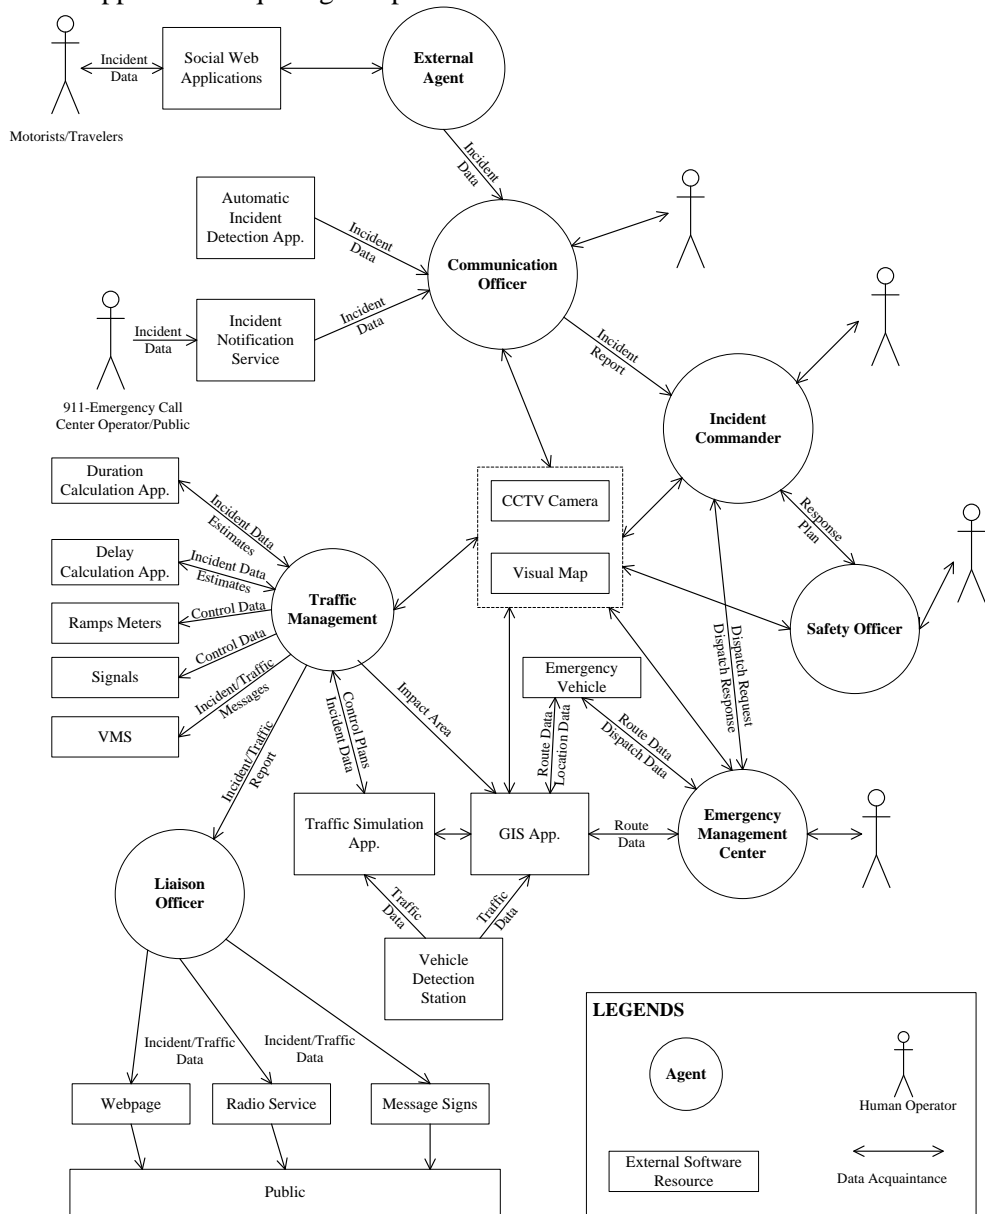 Social Web
Applications
Incident
Data
External
Agent
Motorists/Travelers
Incident
Data
Automatic
Incident
Detection App.
Incident
Data
Communication
Officer
Incident
Notification
Service
Incident
Data
Incident
Data
911-Emergency Call
Center Operator/Public
Incident
Report
Incident
Commander
Duration
Calculation App.
Incident Data
Estimates
CCTV Camera
Visual Map
Response
Plan
Delay
Calculation App.
Incident Data
Estimates
Traffic
Management
Ramps Meters
Control Data
Safety Officer
Signals
Control Data
VMS
Incident/Traffic
Messages
Incident/Traffic
Report
Control Plans
Incident Data
Impact Area
Emergency
Vehicle
Route Data
Location Data
Route Data
Dispatch Data
Dispatch Request
Dispatch Response
Traffic Simulation
App.
GIS App.
Route
Data
Emergency
Management
Center
Liaison
Officer
Traffic
Data
Traffic
Data
Vehicle
Detection
Station
Incident/Traffic
Data
Incident/Traffic
Data
Webpage
Radio Service
Message Signs
Public
LEGENDS
Agent
Human Operator
External Software
Resource
Data Acquaintance